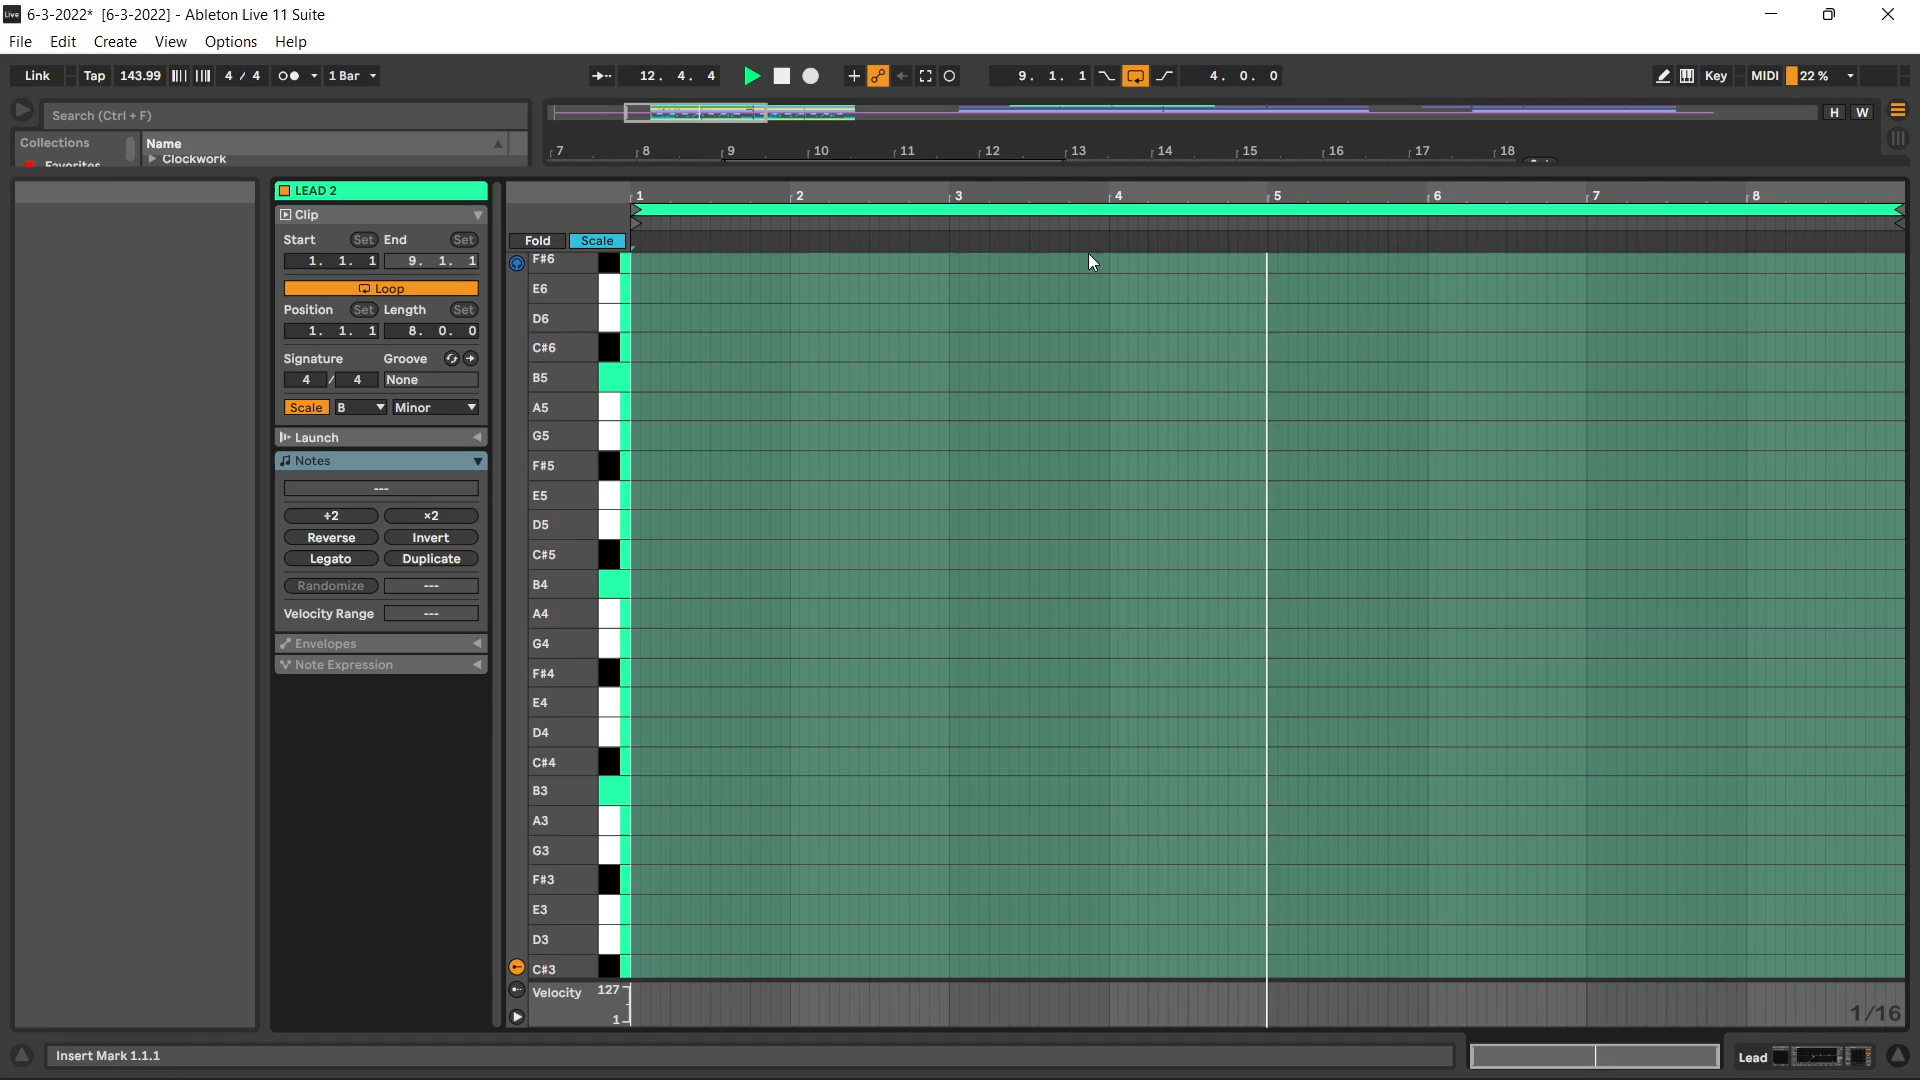 Live 6-3-2022* [6-3-2022] - Ableton Live 11 Suite
File Edit Create View Options Help
Link Tap 143.99 4 / 4 1 Bar 12. 4. 4 9. 1. 1 4. 0. 0 Key MIDI 22 %
Search (Ctrl + F)
H W
Collections Name
Favorites Clockwork
7 8 9 10 11 12 13 14 15 16 17 18
LEAD 2
Clip
Start Set End Set
1. 1. 1 9. 1. 1
Loop
Position Set Length Set
1. 1. 1 8. 0. 0
Signature Groove
4 / 4 None
Scale B Minor
Launch
Notes
---
÷2 ×2
Reverse Invert
Legato Duplicate
Randomize ---
Velocity Range ---
Envelopes
Note Expression
1 2 3 4 5 6 7 8
Fold Scale
F#6
E6
D6
C#6
B5
A5
G5
F#5
E5
D5
C#5
B4
A4
G4
F#4
E4
D4
C#4
B3
A3
G3
F#3
E3
D3
C#3
Velocity 127
1
1/16
Insert Mark 1.1.1
Lead